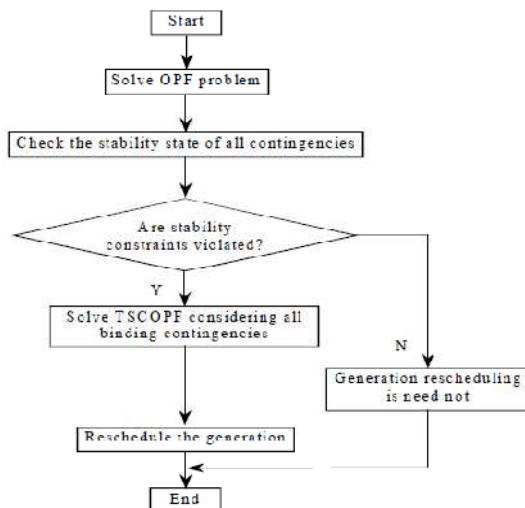 Start
Solve OPF problem
Check the stability state of all contingencies
Are stability
constraints violated?
Y
Solve TSCOPF considering all
binding contingencies
N
Generation rescheduling
is need not
Reschedule the generation
End